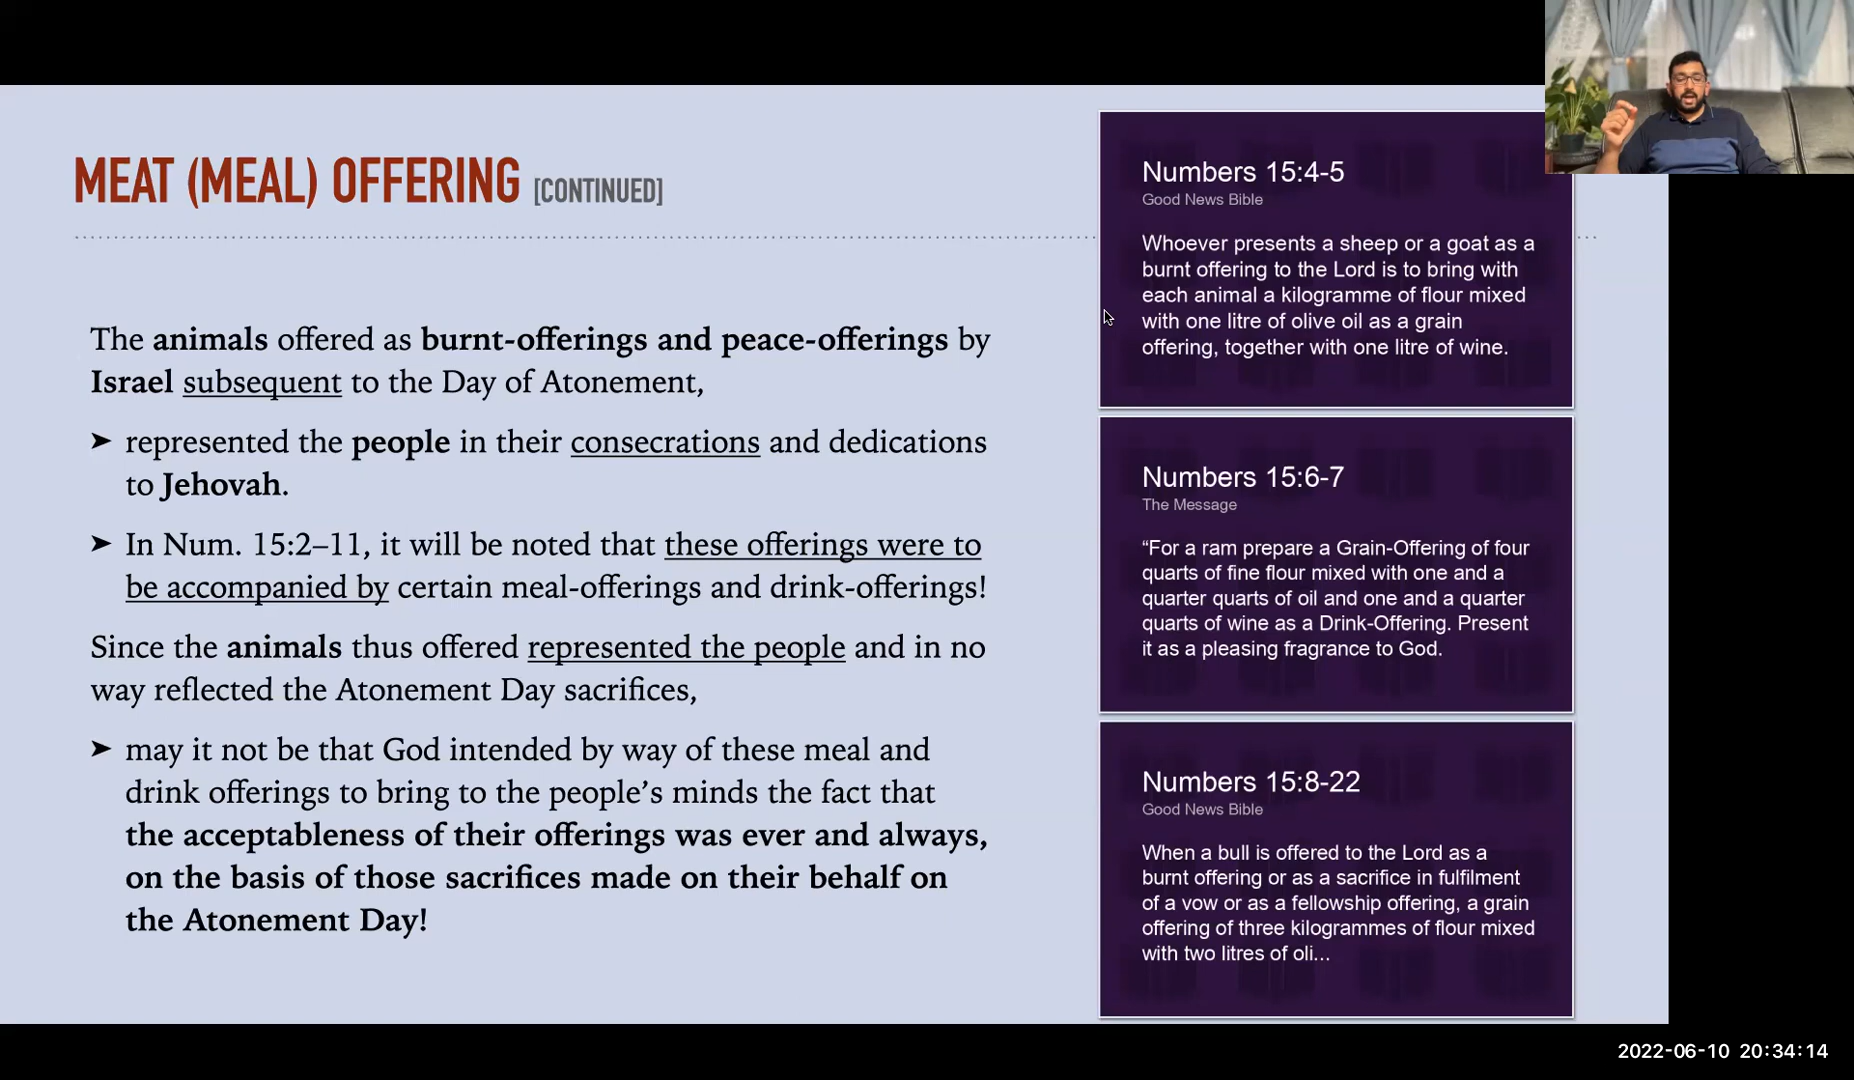 MEAT (MEAL) OFFERING [CONTINUED]
The animals offered as burnt-offerings and peace-offerings by
Israel subsequent to the Day of Atonement,
➤ represented the people in their consecrations and dedications
to Jehovah.
➤ In Num. 15:2–11, it will be noted that these offerings were to
be accompanied by certain meal-offerings and drink-offerings!
Since the animals thus offered represented the people and in no
way reflected the Atonement Day sacrifices,
➤ may it not be that God intended by way of these meal and
drink offerings to bring to the people’s minds the fact that
the acceptableness of their offerings was ever and always,
on the basis of those sacrifices made on their behalf on
the Atonement Day!
Numbers 15:4-5
Good News Bible
Whoever presents a sheep or a goat as a
burnt offering to the Lord is to bring with
each animal a kilogramme of flour mixed
with one litre of olive oil as a grain
offering, together with one litre of wine.
Numbers 15:6-7
The Message
“For a ram prepare a Grain-Offering of four
quarts of fine flour mixed with one and a
quarter quarts of oil and one and a quarter
quarts of wine as a Drink-Offering. Present
it as a pleasing fragrance to God.
Numbers 15:8-22
Good News Bible
When a bull is offered to the Lord as a
burnt offering or as a sacrifice in fulfilment
of a vow or as a fellowship offering, a grain
offering of three kilogrammes of flour mixed
with two litres of oli...
2022-06-10 20:34:14